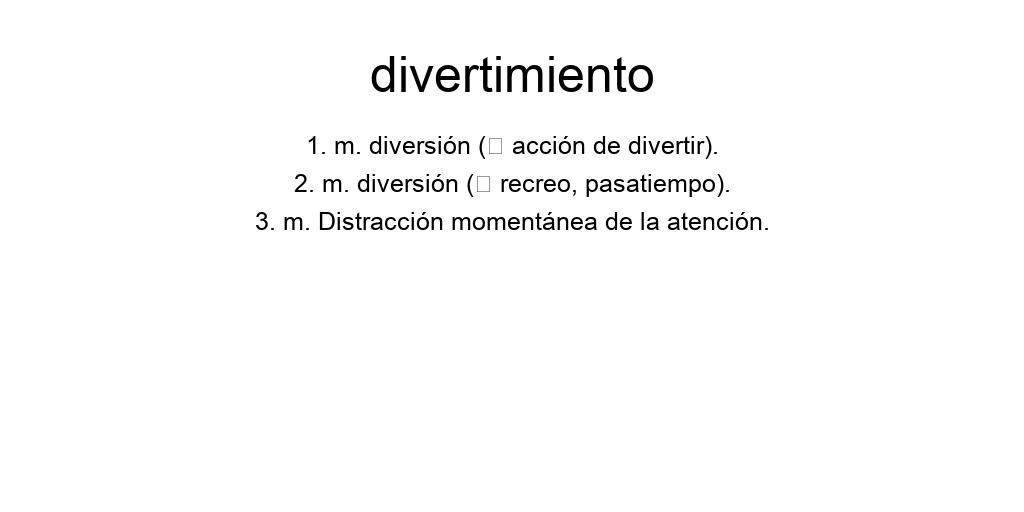 divertimiento
1. m. diversión (▯ acción de divertir).
2. m. diversión (▯ recreo, pasatiempo).
3. m. Distracción momentánea de la atención.